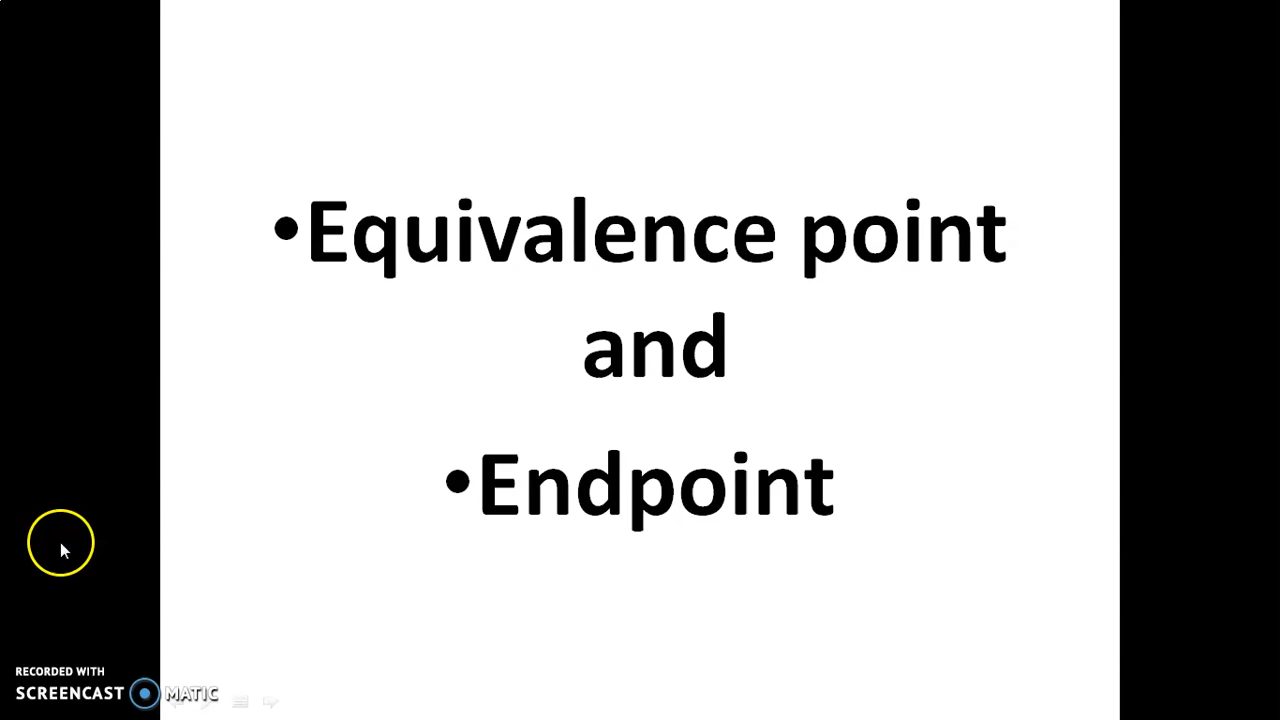 •Equivalence point
and
•Endpoint
RECORDED WITH
SCREENCAST MATIC